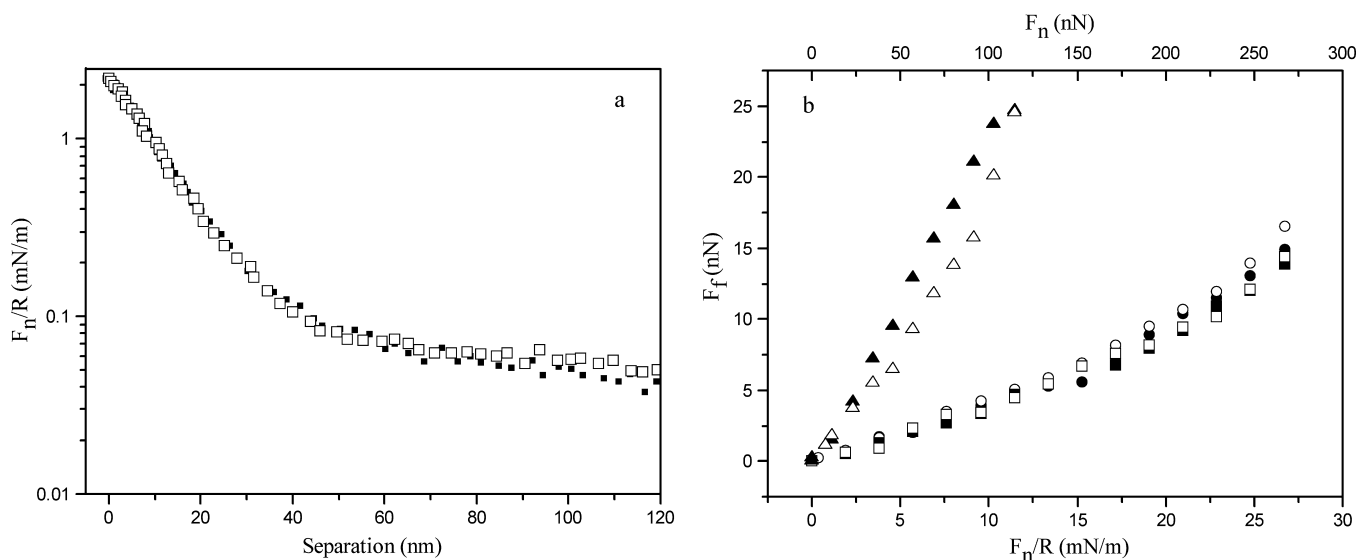 a
1
0.1
0.01
F_n/R (mN/m)
0 20 40 60 80 100 120
Separation (nm)
F_n (nN)
0 50 100 150 200 250 300
b
25
20
15
10
5
0
F_f (nN)
0 5 10 15 20 25 30
F_n/R (mN/m)